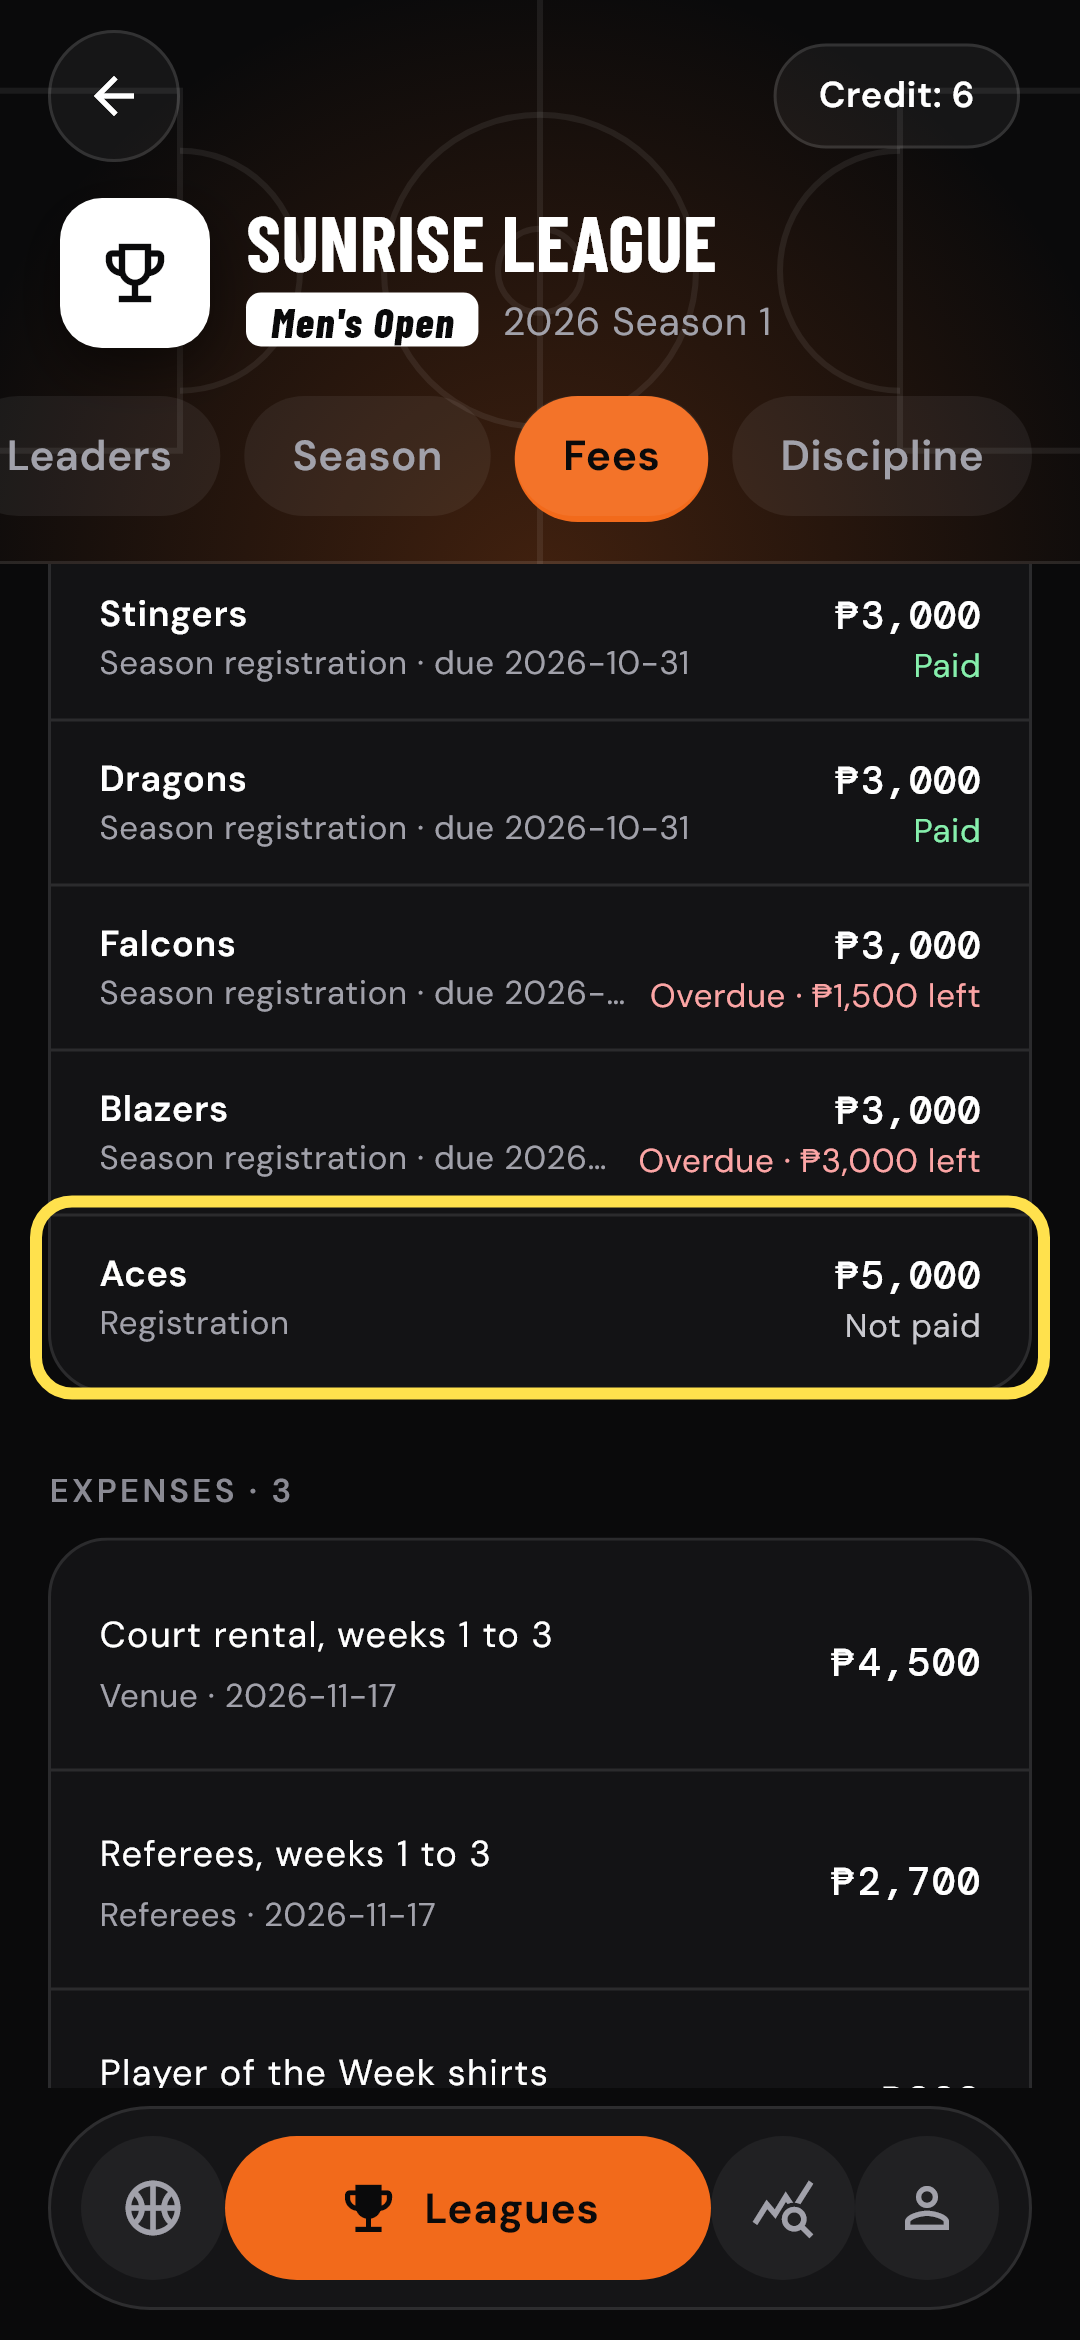 Credit: 6
SUNRISE LEAGUE
Men's Open 2026 Season 1
Leaders Season Fees Discipline
Stingers ₱3,000
Season registration · due 2026-10-31 Paid
Dragons ₱3,000
Season registration · due 2026-10-31 Paid
Falcons ₱3,000
Season registration · due 2026-... Overdue · ₱1,500 left
Blazers ₱3,000
Season registration · due 2026... Overdue · ₱3,000 left
Aces ₱5,000
Registration Not paid
EXPENSES · 3
Court rental, weeks 1 to 3 ₱4,500
Venue · 2026-11-17
Referees, weeks 1 to 3 ₱2,700
Referees · 2026-11-17
Player of the Week shirts
Leagues